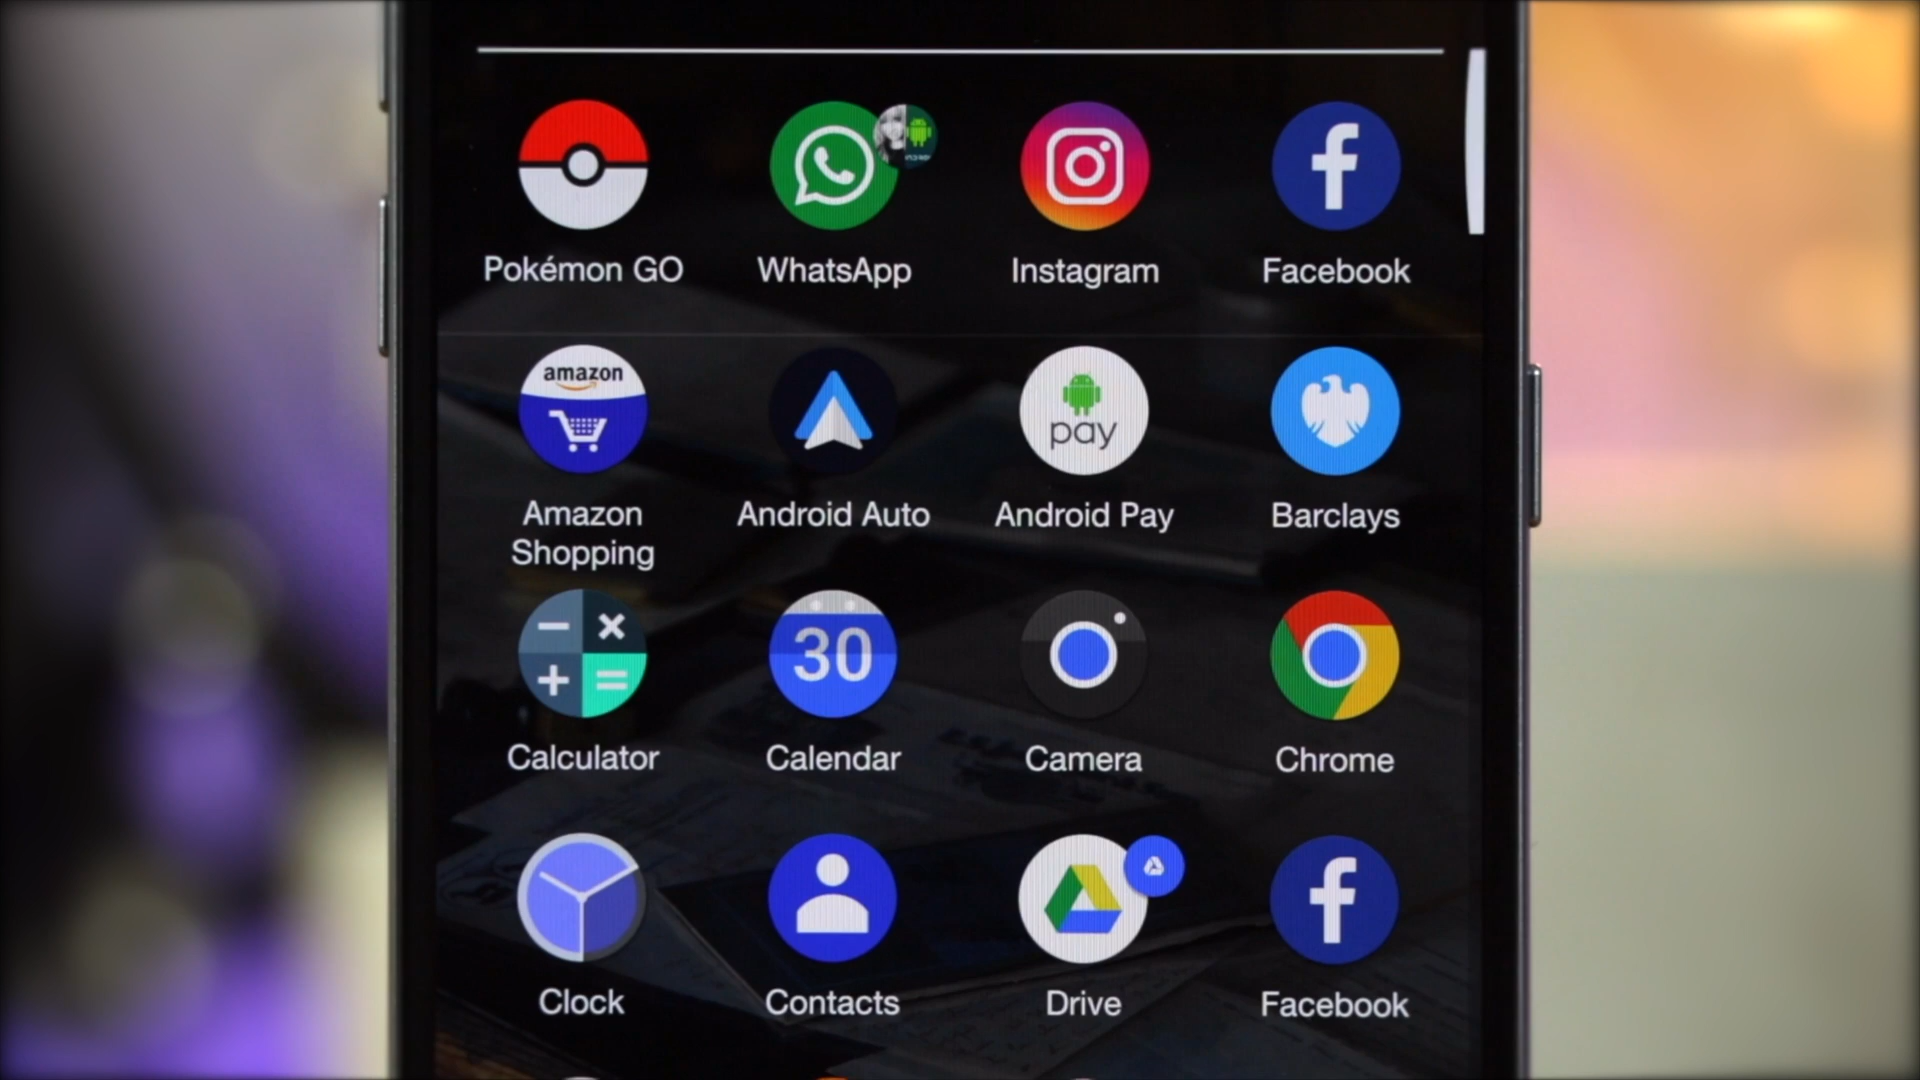 Pokémon GO
WhatsApp
Instagram
Facebook
amazon
pay
Amazon
Shopping
Android Auto
Android Pay
Barclays
30
Calculator
Calendar
Camera
Chrome
Clock
Contacts
Drive
Facebook